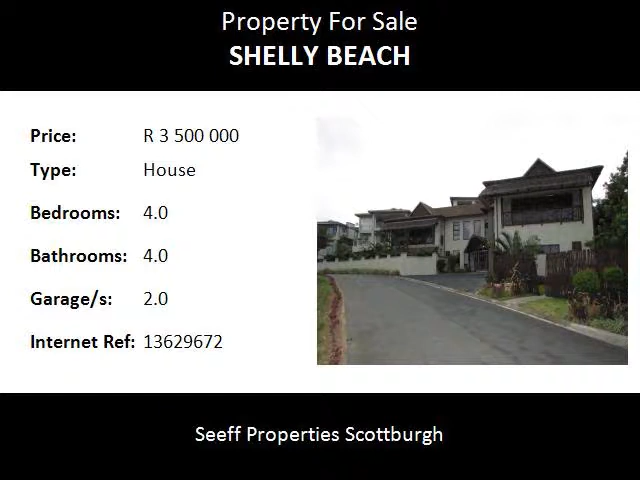 Property For Sale
SHELLY BEACH
Price: R 3 500 000
Type: House
Bedrooms: 4.0
Bathrooms: 4.0
Garage/s: 2.0
Internet Ref: 13629672
Seeff Properties Scottburgh